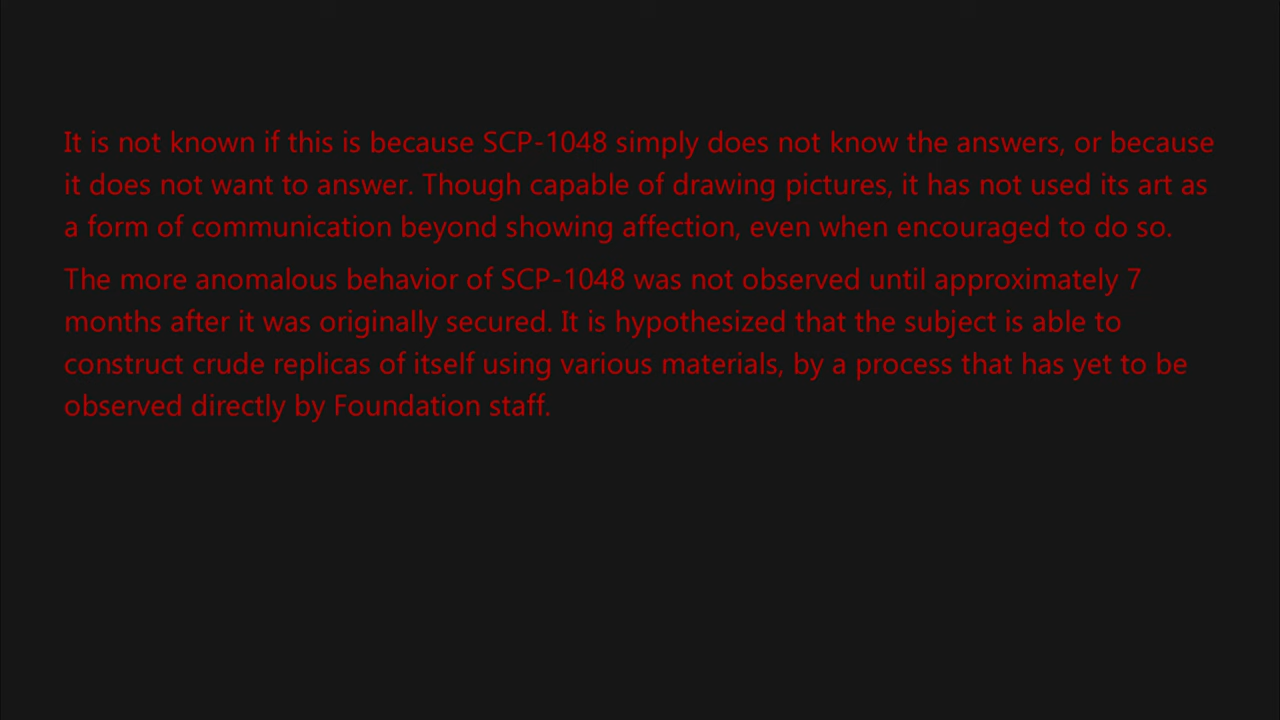 It is not known if this is because SCP-1048 simply does not know the answers, or because
it does not want to answer. Though capable of drawing pictures, it has not used its art as
a form of communication beyond showing affection, even when encouraged to do so.
The more anomalous behavior of SCP-1048 was not observed until approximately 7
months after it was originally secured. It is hypothesized that the subject is able to
construct crude replicas of itself using various materials, by a process that has yet to be
observed directly by Foundation staff.